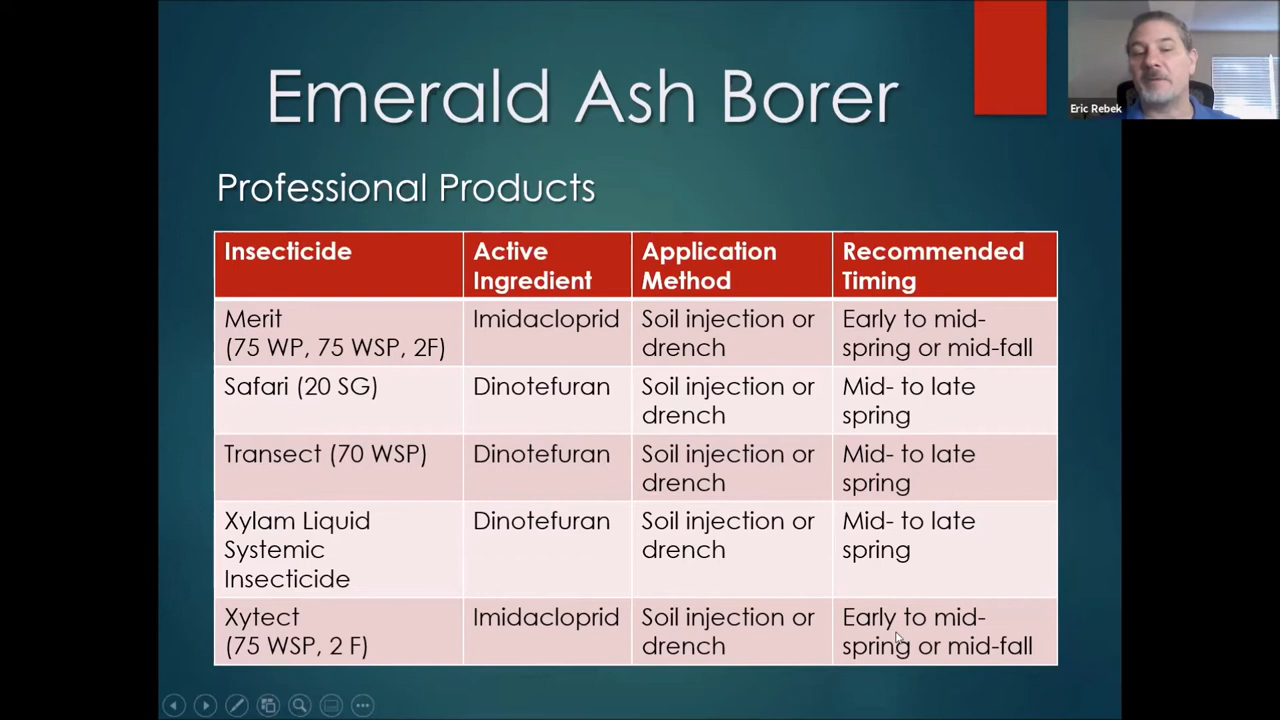 Emerald Ash Borer
Eric Rebek
Professional Products
Insecticide
Active
Ingredient
Application
Method
Recommended
Timing
Merit
(75 WP, 75 WSP, 2F)
Imidacloprid
Soil injection or
drench
Early to mid-
spring or mid-fall
Safari (20 SG)
Dinotefuran
Soil injection or
drench
Mid- to late
spring
Transect (70 WSP)
Dinotefuran
Soil injection or
drench
Mid- to late
spring
Xylam Liquid
Systemic
Insecticide
Dinotefuran
Soil injection or
drench
Mid- to late
spring
Xytect
(75 WSP, 2 F)
Imidacloprid
Soil injection or
drench
Early to mid-
spring or mid-fall